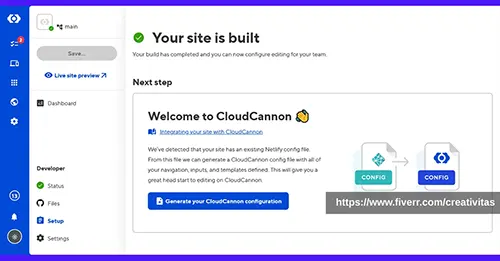 main
2
Save...
Live site preview
Dashboard
Developer
Status
Files
Setup
Settings
Your site is built
Your build has completed and you can now configure editing for your team.
Next step
Welcome to CloudCannon 👋
Integrating your site with CloudCannon.
We've detected that your site has an existing Netlify config file.
From this file we can generate a CloudCannon config file with all of
your navigation, inputs, and templates defined. This will give you a
great head start to editing on CloudCannon.
Generate your CloudCannon configuration
CONFIG
CONFIG
https://www.fiverr.com/creativitas